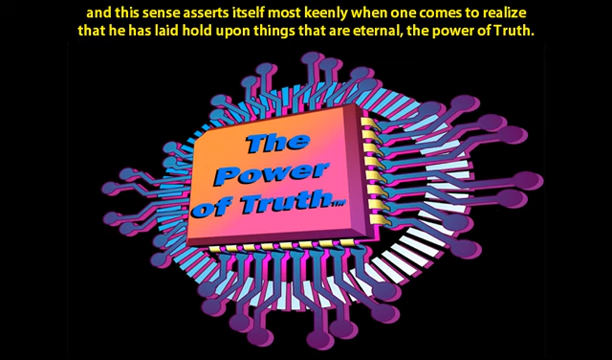 and this sense asserts itself most keenly when one comes to realize
that he has laid hold upon things that are eternal, the power of Truth.
The
Power
of Truth™